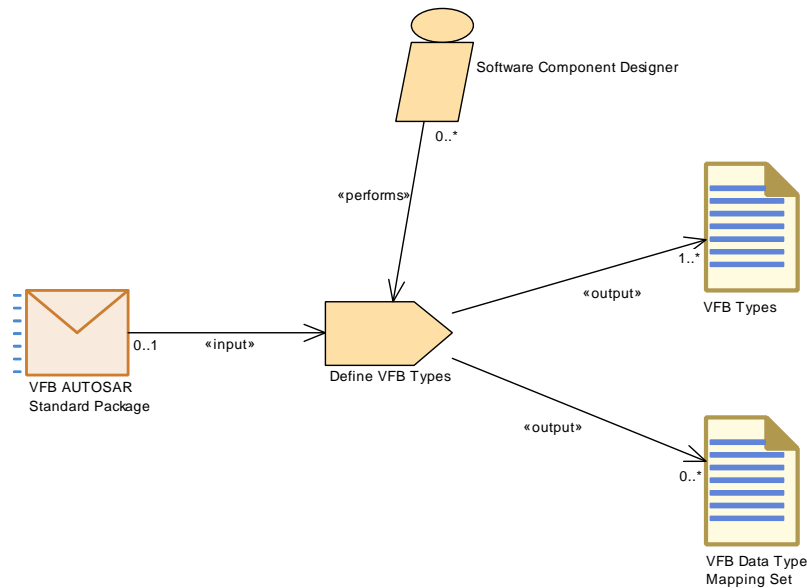 Software Component Designer
0..*
«performs»
1..*
«output»
VFB Types
0..1
«input»
Define VFB Types
VFB AUTOSAR
Standard Package
«output»
0..*
VFB Data Type
Mapping Set